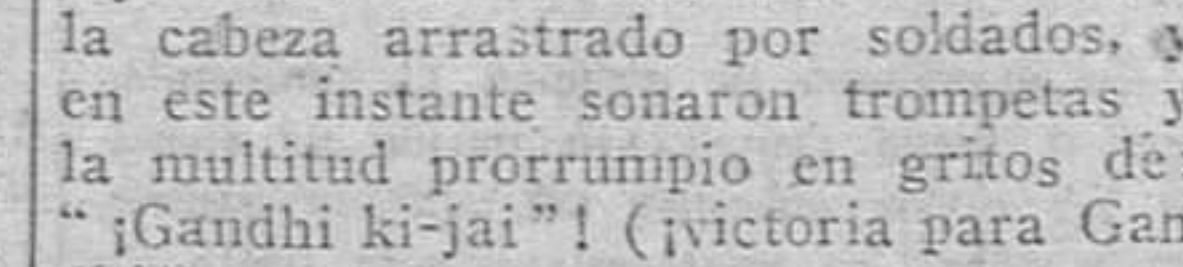 la cabeza arrastrado por soldados, y
en este instante sonaron trompetas y
la multitud prorrumpio en gritos de
“ ¡Gandhi ki-jai”! (¡victoria para Gan